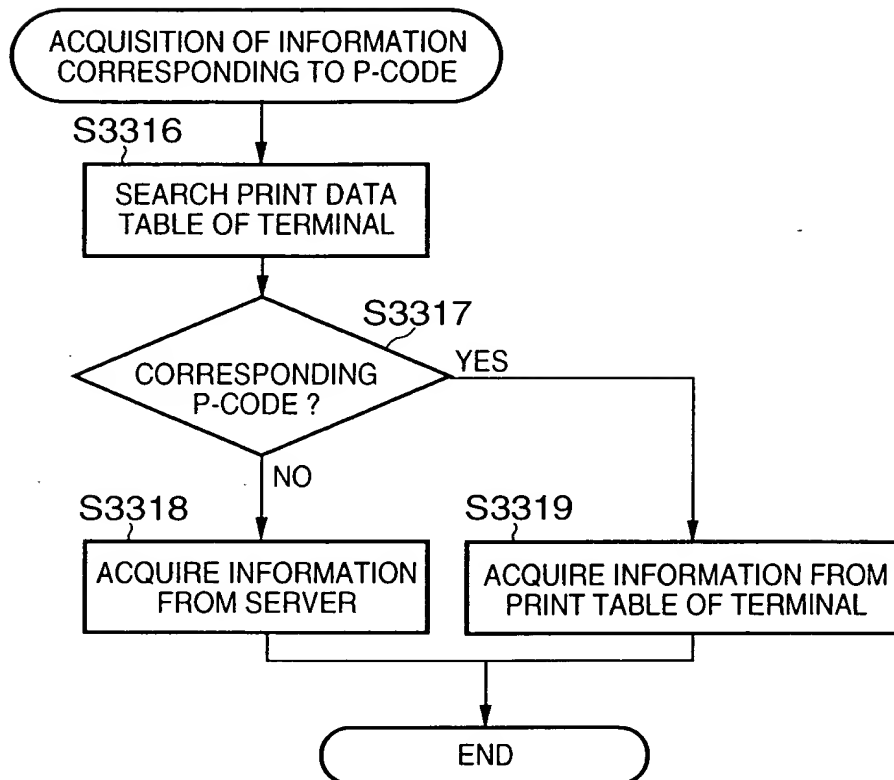 ACQUISITION OF INFORMATION
CORRESPONDING TO P-CODE
S3316
SEARCH PRINT DATA
TABLE OF TERMINAL
S3317
CORRESPONDING
P-CODE ?
YES
NO
S3318
ACQUIRE INFORMATION
FROM SERVER
S3319
ACQUIRE INFORMATION FROM
PRINT TABLE OF TERMINAL
END